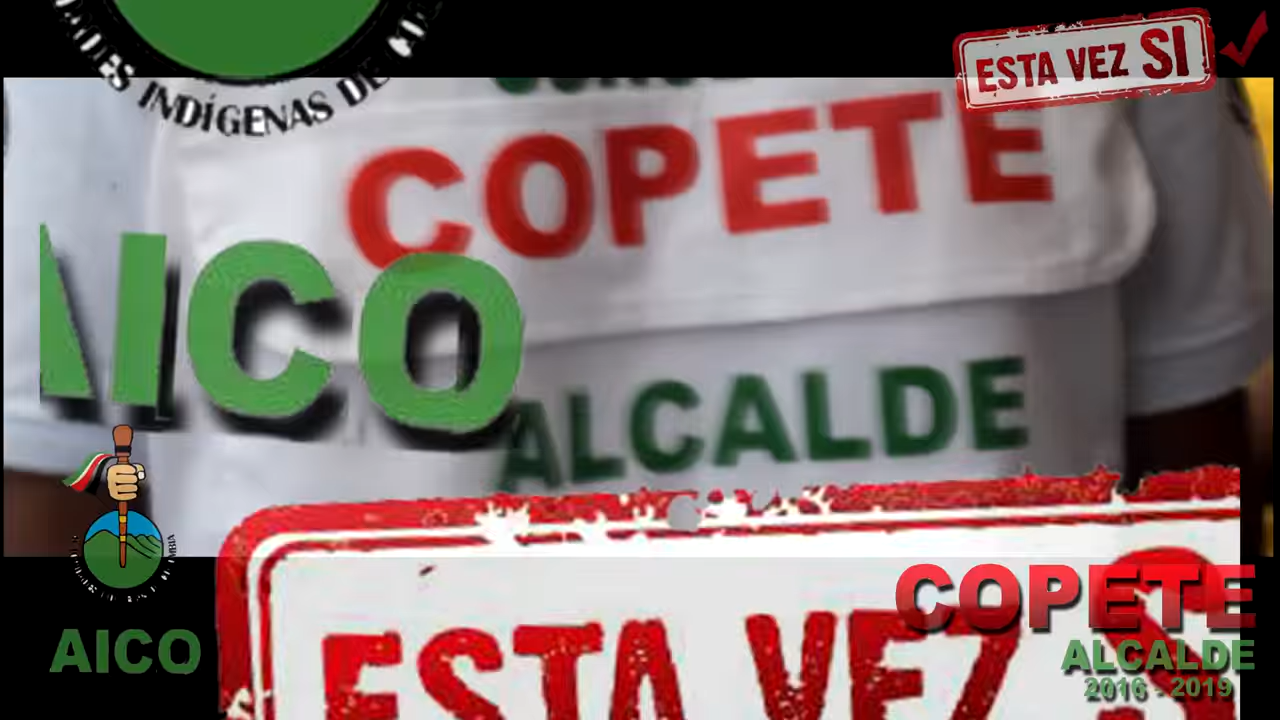 INDÍGENAS DE
ESTA VEZ SI
COPETE
AICO
ALCALDE
ESTA VEZ
COPETE
ALCALDE
2016 - 2019
AICO